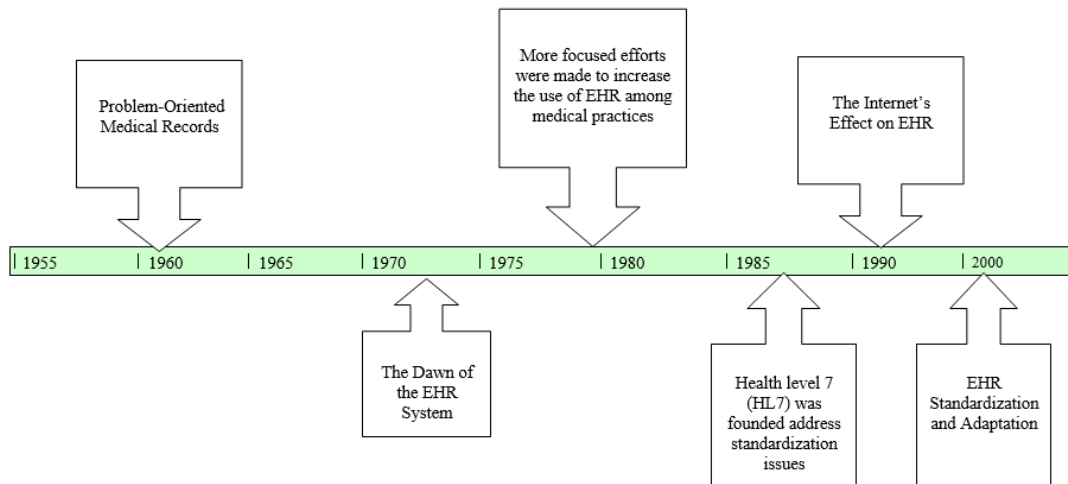 Problem-Oriented
Medical Records
More focused efforts
were made to increase
the use of EHR among
medical practices
The Internet’s
Effect on EHR
| 1955
| 1960
| 1965
| 1970
| 1975
| 1980
| 1985
| 1990
| 2000
The Dawn of
the EHR
System
Health level 7
(HL7) was
founded address
standardization
issues
EHR
Standardization
and Adaptation